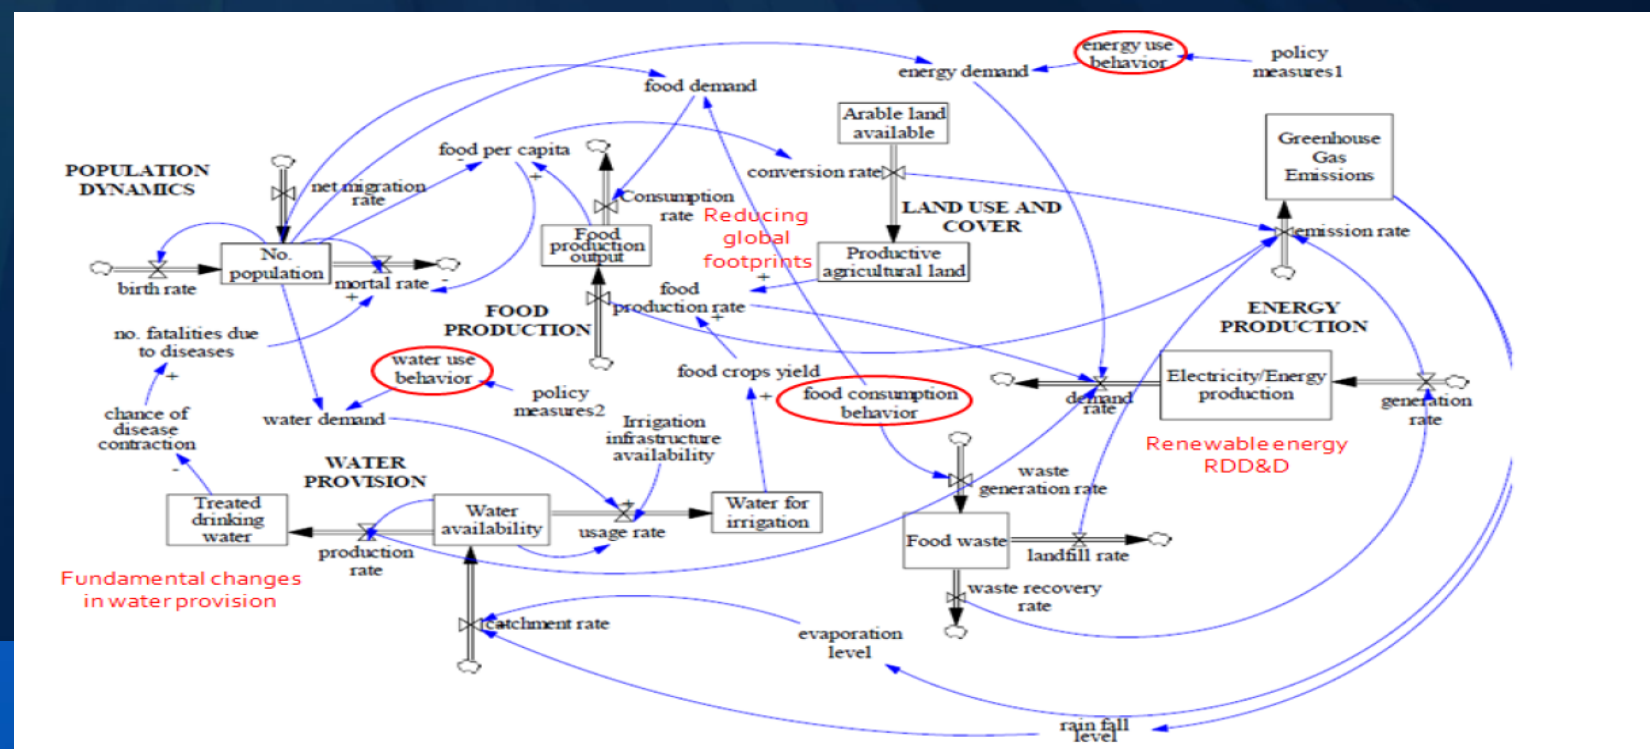 energy use
behavior
policy
measures1
energy demand
food demand
Arable land
available
Greenhouse
Gas
Emissions
food per capita
POPULATION
DYNAMICS
conversion rate
net migration
rate
Consumption
rate
Reducing
global
footprints
LAND USE AND
COVER
emission rate
No.
population
Food
production
output
Productive
agricultural land
birth rate
mortal rate
-
+
-
+
+
food
production rate
+
FOOD
PRODUCTION
ENERGY
PRODUCTION
no. fatalities due
to diseases
+
water use
behavior
policy
measures2
food crops yield
+
food consumption
behavior
Electricity/Energy
production
demand
rate
generation
rate
chance of
disease
contraction
-
water demand
Irrigation
infrastructure
availability
Renewable energy
RDD&D
WATER
PROVISION
waste
generation rate
Treated
drinking
water
Water
availability
+
usage rate
Water for
irrigation
production
rate
Food waste
landfill rate
Fundamental changes
in water provision
waste recovery
rate
catchment rate
evaporation
level
rain fall
level